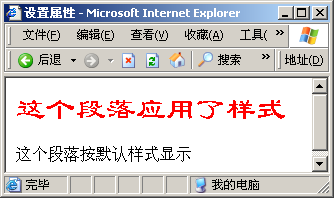 设置属性 - Microsoft Internet Explorer
文件(F) 编辑(E) 查看(V) 收藏(A) 工具( »
后退 搜索 » 地址(D)
这个段落应用了样式
这个段落按默认样式显示
完毕 我的电脑